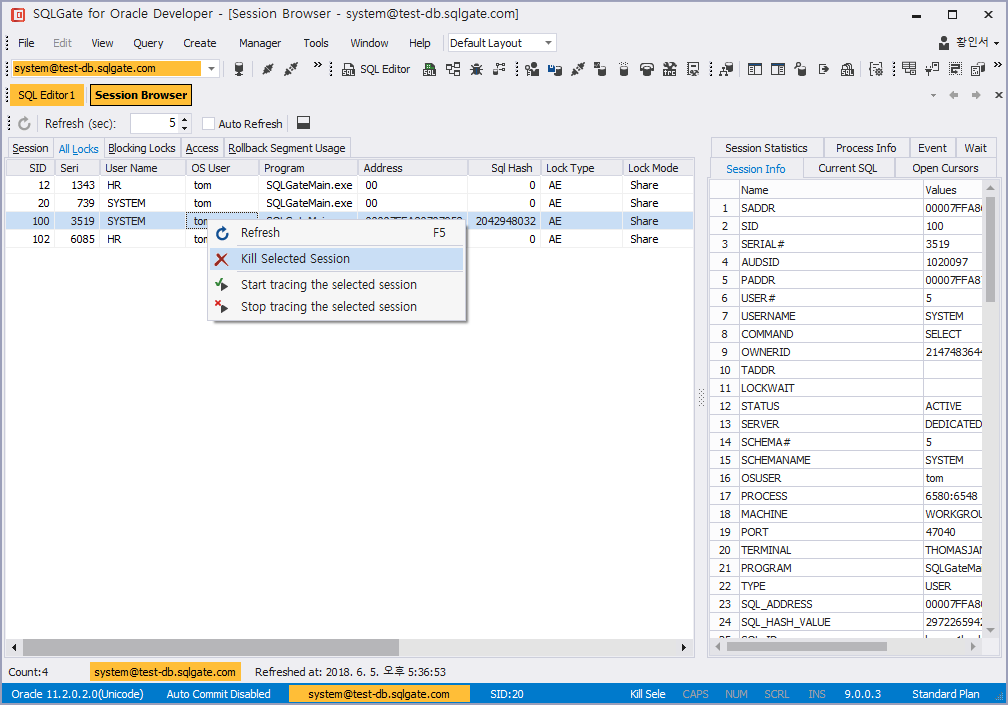 SQLGate for Oracle Developer - [Session Browser - system@test-db.sqlgate.com]
File Edit View Query Create Manager Tools Window Help Default Layout 황인서
system@test-db.sqlgate.com SQL Editor
SQL Editor1 Session Browser
Refresh (sec): 5 Auto Refresh
Session All Locks Blocking Locks Access Rollback Segment Usage
SID Seri User Name OS User Program Address Sql Hash Lock Type Lock Mode
12 1343 HR tom SQLGateMain.exe 00 0 AE Share
20 739 SYSTEM tom SQLGateMain.exe 00 0 AE Share
100 3519 SYSTEM tom 2042948032 AE Share
102 6085 HR tom 0 AE Share
Refresh F5
Kill Selected Session
Start tracing the selected session
Stop tracing the selected session
Session Statistics Process Info Event Wait
Session Info Current SQL Open Cursors
Name Values
1 SADDR 00007FFA8
2 SID 100
3 SERIAL# 3519
4 AUDSID 1020097
5 PADDR 00007FFA8
6 USER# 5
7 USERNAME SYSTEM
8 COMMAND SELECT
9 OWNERID 214748364
10 TADDR
11 LOCKWAIT
12 STATUS ACTIVE
13 SERVER DEDICATED
14 SCHEMA# 5
15 SCHEMANAME SYSTEM
16 OSUSER tom
17 PROCESS 6580:6548
18 MACHINE WORKGROU
19 PORT 47040
20 TERMINAL THOMASJAN
21 PROGRAM SQLGateMa
22 TYPE USER
23 SQL_ADDRESS 00007FFA8
24 SQL_HASH_VALUE 297226594
Count:4 system@test-db.sqlgate.com Refreshed at: 2018. 6. 5. 오후 5:36:53
Oracle 11.2.0.2.0(Unicode) Auto Commit Disabled system@test-db.sqlgate.com SID:20 Kill Sele CAPS NUM SCRL INS 9.0.0.3 Standard Plan